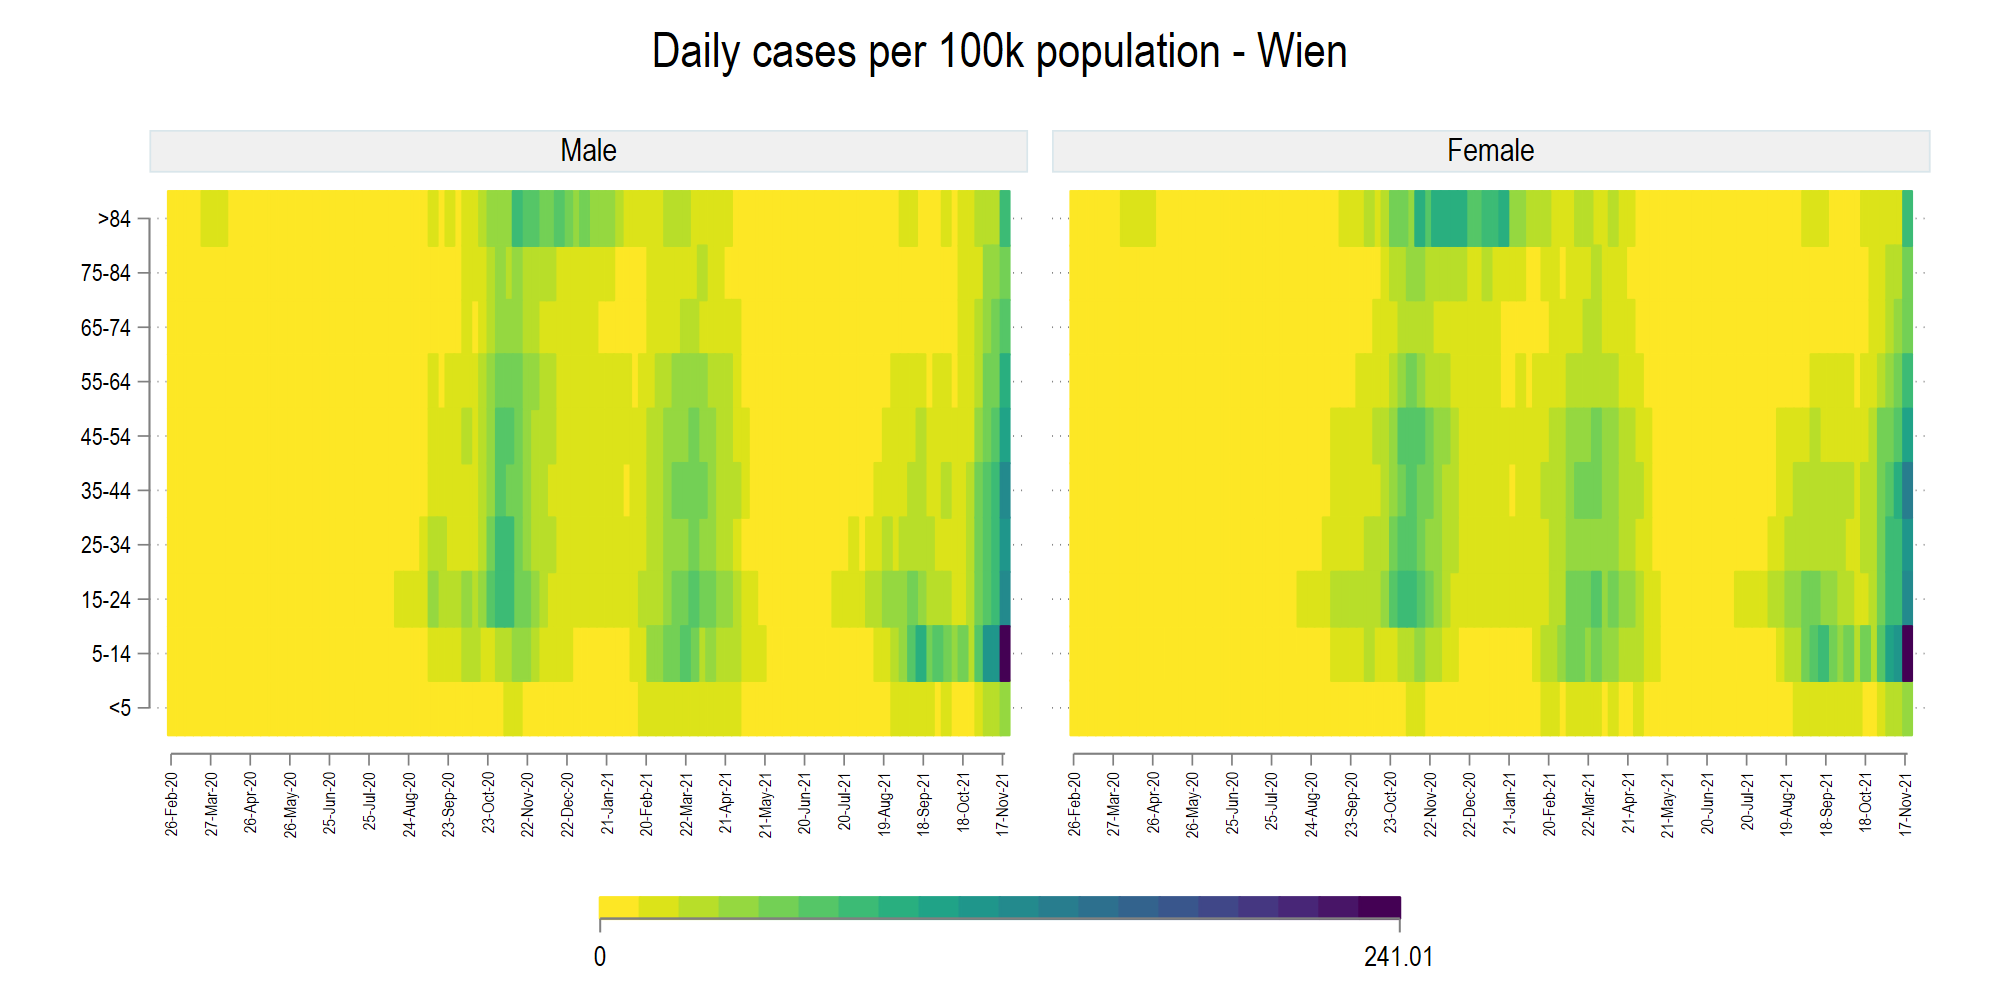 Daily cases per 100k population - Wien
Male
Female
>84
75-84
65-74
55-64
45-54
35-44
25-34
15-24
5-14
<5
26-Feb-20
27-Mar-20
26-Apr-20
26-May-20
25-Jun-20
25-Jul-20
24-Aug-20
23-Sep-20
23-Oct-20
22-Nov-20
22-Dec-20
21-Jan-21
20-Feb-21
22-Mar-21
21-Apr-21
21-May-21
20-Jun-21
20-Jul-21
19-Aug-21
18-Sep-21
18-Oct-21
17-Nov-21
26-Feb-20
27-Mar-20
26-Apr-20
26-May-20
25-Jun-20
25-Jul-20
24-Aug-20
23-Sep-20
23-Oct-20
22-Nov-20
22-Dec-20
21-Jan-21
20-Feb-21
22-Mar-21
21-Apr-21
21-May-21
20-Jun-21
20-Jul-21
19-Aug-21
18-Sep-21
18-Oct-21
17-Nov-21
0
241.01